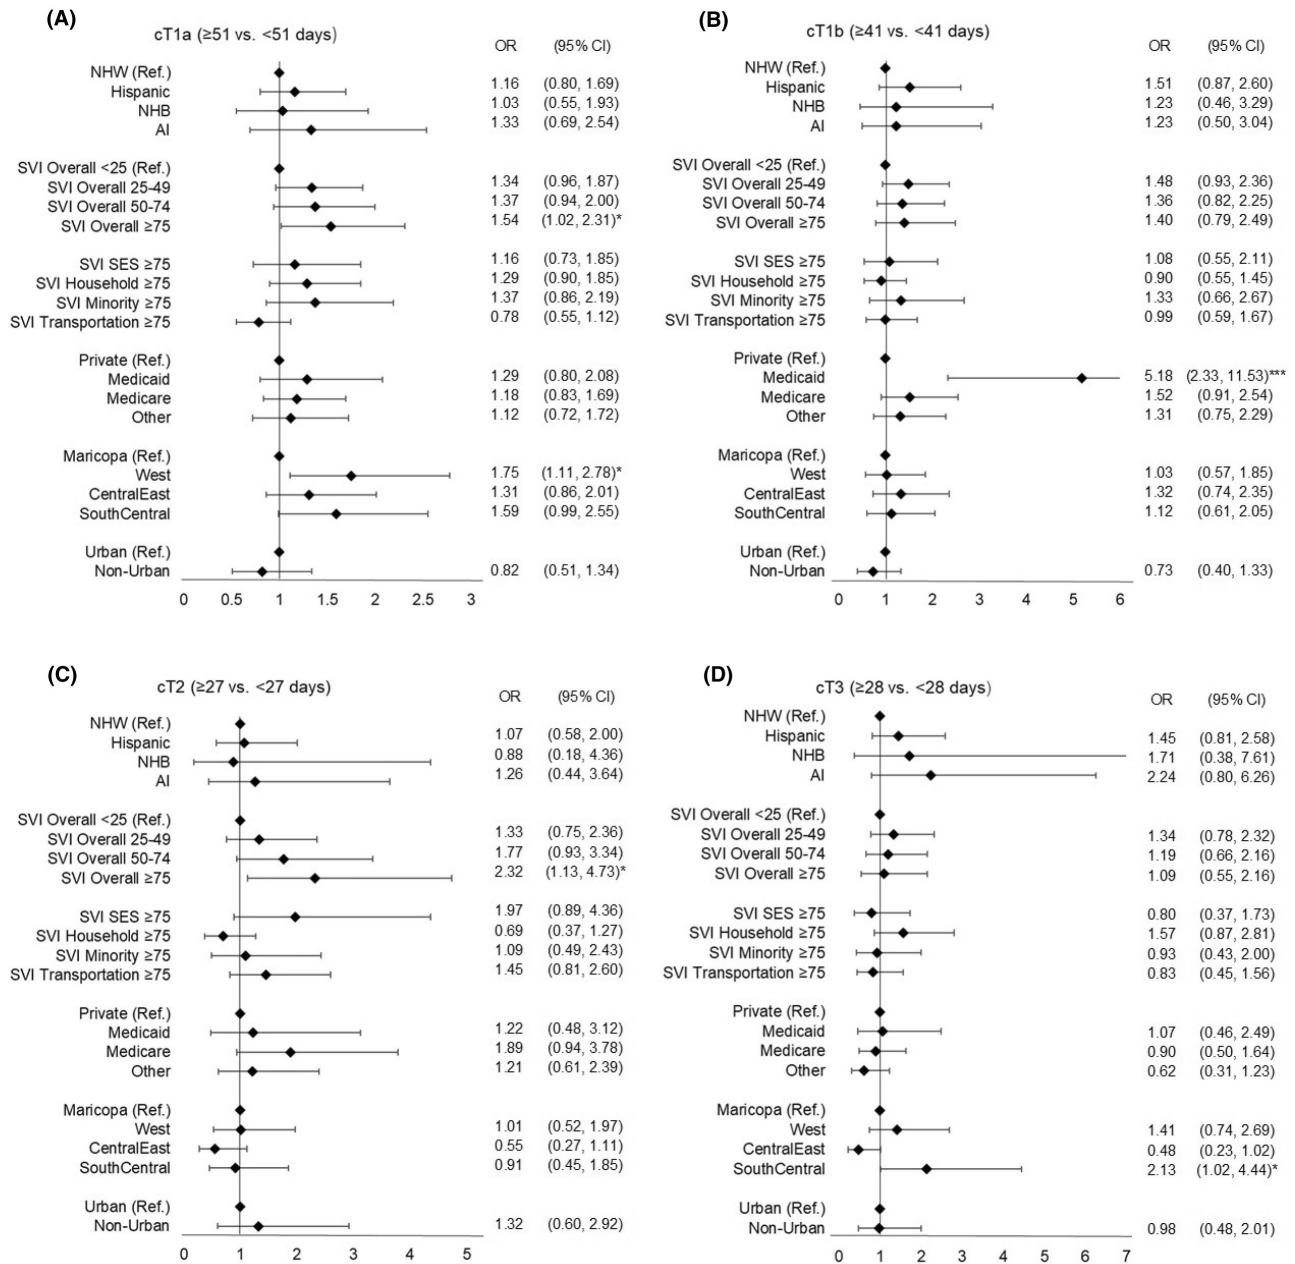 (A)
cT1a (≥51 vs. <51 days)
OR (95% CI)
NHW (Ref.)
Hispanic 1.16 (0.80, 1.69)
NHB 1.03 (0.55, 1.93)
AI 1.33 (0.69, 2.54)
SVI Overall <25 (Ref.)
SVI Overall 25-49 1.34 (0.96, 1.87)
SVI Overall 50-74 1.37 (0.94, 2.00)
SVI Overall ≥75 1.54 (1.02, 2.31)*
SVI SES ≥75 1.16 (0.73, 1.85)
SVI Household ≥75 1.29 (0.90, 1.85)
SVI Minority ≥75 1.37 (0.86, 2.19)
SVI Transportation ≥75 0.78 (0.55, 1.12)
Private (Ref.)
Medicaid 1.29 (0.80, 2.08)
Medicare 1.18 (0.83, 1.69)
Other 1.12 (0.72, 1.72)
Maricopa (Ref.)
West 1.75 (1.11, 2.78)*
CentralEast 1.31 (0.86, 2.01)
SouthCentral 1.59 (0.99, 2.55)
Urban (Ref.)
Non-Urban 0.82 (0.51, 1.34)
0 0.5 1 1.5 2 2.5 3
(B)
cT1b (≥41 vs. <41 days)
OR (95% CI)
NHW (Ref.)
Hispanic 1.51 (0.87, 2.60)
NHB 1.23 (0.46, 3.29)
AI 1.23 (0.50, 3.04)
SVI Overall <25 (Ref.)
SVI Overall 25-49 1.48 (0.93, 2.36)
SVI Overall 50-74 1.36 (0.82, 2.25)
SVI Overall ≥75 1.40 (0.79, 2.49)
SVI SES ≥75 1.08 (0.55, 2.11)
SVI Household ≥75 0.90 (0.55, 1.45)
SVI Minority ≥75 1.33 (0.66, 2.67)
SVI Transportation ≥75 0.99 (0.59, 1.67)
Private (Ref.)
Medicaid 5.18 (2.33, 11.53)***
Medicare 1.52 (0.91, 2.54)
Other 1.31 (0.75, 2.29)
Maricopa (Ref.)
West 1.03 (0.57, 1.85)
CentralEast 1.32 (0.74, 2.35)
SouthCentral 1.12 (0.61, 2.05)
Urban (Ref.)
Non-Urban 0.73 (0.40, 1.33)
0 1 2 3 4 5 6
(C)
cT2 (≥27 vs. <27 days)
OR (95% CI)
NHW (Ref.)
Hispanic 1.07 (0.58, 2.00)
NHB 0.88 (0.18, 4.36)
AI 1.26 (0.44, 3.64)
SVI Overall <25 (Ref.)
SVI Overall 25-49 1.33 (0.75, 2.36)
SVI Overall 50-74 1.77 (0.93, 3.34)
SVI Overall ≥75 2.32 (1.13, 4.73)*
SVI SES ≥75 1.97 (0.89, 4.36)
SVI Household ≥75 0.69 (0.37, 1.27)
SVI Minority ≥75 1.09 (0.49, 2.43)
SVI Transportation ≥75 1.45 (0.81, 2.60)
Private (Ref.)
Medicaid 1.22 (0.48, 3.12)
Medicare 1.89 (0.94, 3.78)
Other 1.21 (0.61, 2.39)
Maricopa (Ref.)
West 1.01 (0.52, 1.97)
CentralEast 0.55 (0.27, 1.11)
SouthCentral 0.91 (0.45, 1.85)
Urban (Ref.)
Non-Urban 1.32 (0.60, 2.92)
0 1 2 3 4 5
(D)
cT3 (≥28 vs. <28 days)
OR (95% CI)
NHW (Ref.)
Hispanic 1.45 (0.81, 2.58)
NHB 1.71 (0.38, 7.61)
AI 2.24 (0.80, 6.26)
SVI Overall <25 (Ref.)
SVI Overall 25-49 1.34 (0.78, 2.32)
SVI Overall 50-74 1.19 (0.66, 2.16)
SVI Overall ≥75 1.09 (0.55, 2.16)
SVI SES ≥75 0.80 (0.37, 1.73)
SVI Household ≥75 1.57 (0.87, 2.81)
SVI Minority ≥75 0.93 (0.43, 2.00)
SVI Transportation ≥75 0.83 (0.45, 1.56)
Private (Ref.)
Medicaid 1.07 (0.46, 2.49)
Medicare 0.90 (0.50, 1.64)
Other 0.62 (0.31, 1.23)
Maricopa (Ref.)
West 1.41 (0.74, 2.69)
CentralEast 0.48 (0.23, 1.02)
SouthCentral 2.13 (1.02, 4.44)*
Urban (Ref.)
Non-Urban 0.98 (0.48, 2.01)
0 1 2 3 4 5 6 7